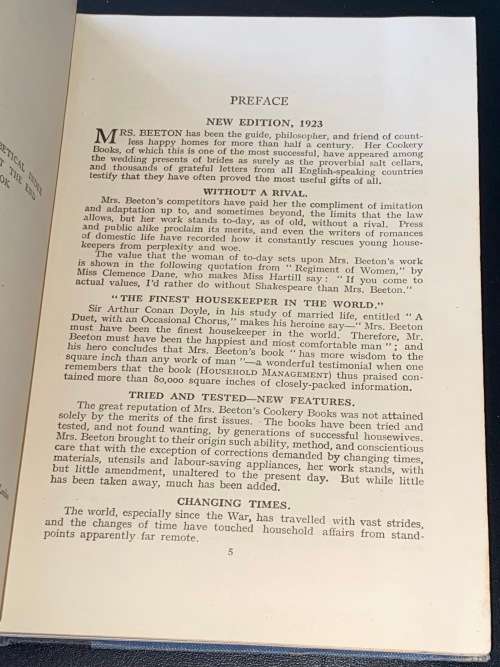 PREFACE
NEW EDITION, 1923
MRS. BEETON has been the guide, philosopher, and friend of count-
less happy homes for more than half a century. Her Cookery
Books, of which this is one of the most successful, have appeared among
the wedding presents of brides as surely as the proverbial salt cellars,
and thousands of grateful letters from all English-speaking countries
testify that they have often proved the most useful gifts of all.
WITHOUT A RIVAL.
Mrs. Beeton's competitors have paid her the compliment of imitation
and adaptation up to, and sometimes beyond, the limits that the law
allows, but her work stands to-day, as of old, without a rival. Press
and public alike proclaim its merits, and even the writers of romances
of domestic life have recorded how it constantly rescues young house-
keepers from perplexity and woe.
The value that the woman of to-day sets upon Mrs. Beeton's work
is shown in the following quotation from "Regiment of Women," by
Miss Clemence Dane, who makes Miss Hartill say: "If you come to
actual values, I'd rather do without Shakespeare than Mrs. Beeton."
"THE FINEST HOUSEKEEPER IN THE WORLD."
Sir Arthur Conan Doyle, in his study of married life, entitled "A
Duet, with an Occasional Chorus," makes his heroine say—"Mrs. Beeton
must have been the finest housekeeper in the world. Therefore, Mr.
Beeton must have been the happiest and most comfortable man"; and
his hero concludes that Mrs. Beeton's book "has more wisdom to the
square inch than any work of man"—a wonderful testimonial when one
remembers that the book (HOUSEHOLD MANAGEMENT) thus praised con-
tained more than 80,000 square inches of closely-packed information.
TRIED AND TESTED—NEW FEATURES.
The great reputation of Mrs. Beeton's Cookery Books was not attained
solely by the merits of the first issues. The books have been tried and
tested, and not found wanting, by generations of successful housewives.
Mrs. Beeton brought to their origin such ability, method, and conscientious
care that with the exception of corrections demanded by changing times,
materials, utensils and labour-saving appliances, her work stands, with
but little amendment, unaltered to the present day. But while little
has been taken away, much has been added.
CHANGING TIMES.
The world, especially since the War, has travelled with vast strides,
and the changes of time have touched household affairs from stand-
points apparently far remote.
5